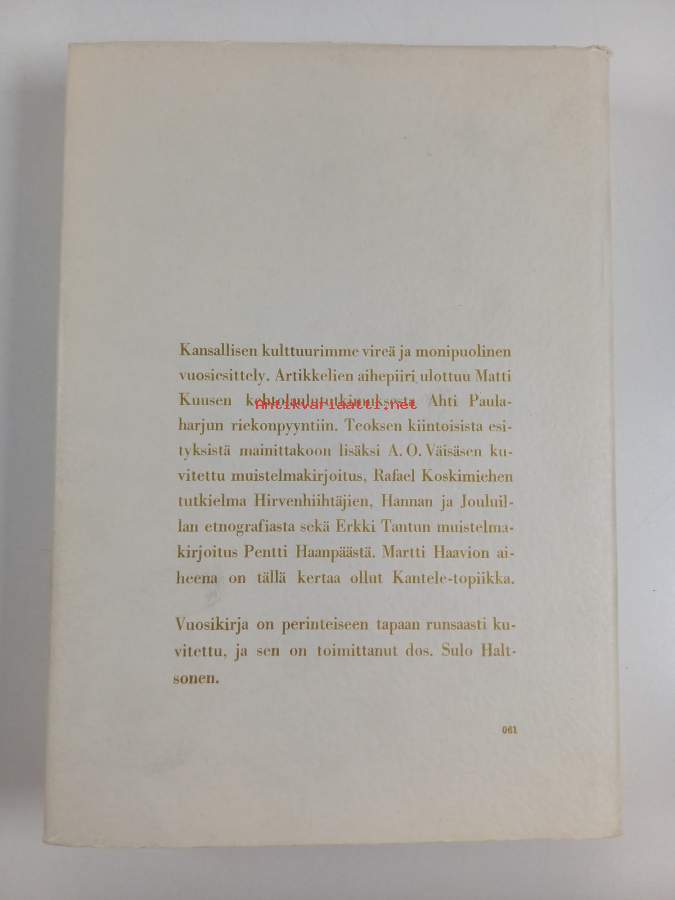 Kansallisen kulttuurimme vireä ja monipuolinen
vuosiesittely. Artikkelien aihepiiri ulottuu Matti
Kuusen kehtolaulututkimuksesta Ahti Paula-
Antikvariaatti.net
harjun riekonpyyntiin. Teoksen kiintoisista esi-
tyksistä mainittakoon lisäksi A. O. Väisäsen ku-
vitettu muistelmakirjoitus, Rafael Koskimiehen
tutkielma Hirvenhiihtäjien, Hannan ja Jouluil-
lan etnografiasta sekä Erkki Tantun muistelma-
kirjoitus Pentti Haanpäästä. Martti Haavion ai-
heena on tällä kertaa ollut Kantele-topiikka.
Vuosikirja on perinteiseen tapaan runsaasti ku-
vitettu, ja sen on toimittanut dos. Sulo Halt-
sonen.
061